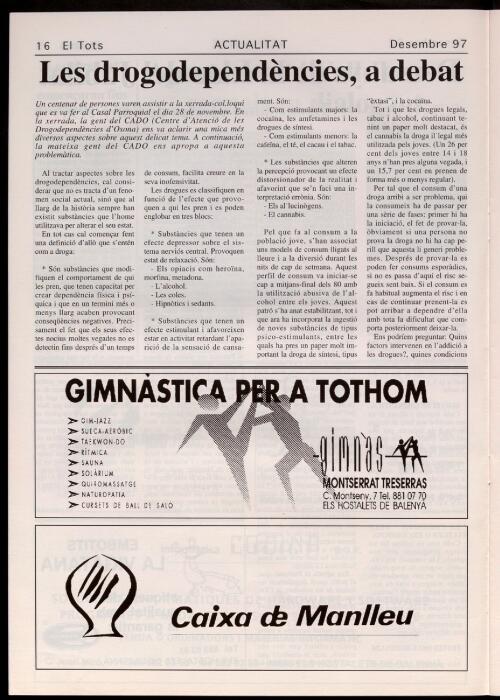 16 El Tots
ACTUALITAT
Desembre 97
Les drogodependències, a debat
Un centenar de persones varen assistir a la xerrada-col.loqui
que es va fer al Casal Parroquial el dia 28 de novembre. En
la xerrada, la gent del CADO (Centre d'Atenció de les
Drogodependències d'Osona) ens va aclarir una mica més
diversos aspectes sobre aquest delicat tema. A continuació,
la mateixa gent del CADO ens apropa a aquesta
problemàtica.
Al tractar aspectes sobre les
drogodependències, cal consi-
derar que es tracta d'un feno-
men social actual, sinó que al
llarg de la història sempre han
existit substàncies que l'home
utilitzava per alterar el seu estat.
En tot cas cal començar fent
una definició d'allò que s'entén
com a droga:
* Són substàncies que modi-
fiquen el comportament de qui
les pren, que tenen capacitat per
crear dependència física i psí-
quica i que en un termini més o
menys llarg acaben provocant
conseqüències negatives. Preci-
sament el fet que els seus efec-
tes nocius moltes vegades no es
detectin fins després d'un temps
de consum, facilita creure en la
seva inofensivitat.
Les drogues es classifiquen en
funció de l'efecte que provo-
quen a qui les pren i es poden
englobar en tres blocs:
* Substàncies que tenen un
efecte depressor sobre el sis-
tema nerviós central. Provoquen
estat de relaxació. Són:
- Els opiacis com heroïna,
morfina, metadona.
- L'alcohol.
- Les coles.
- Hipnòtics i sedants.
* Substàncies que tenen un
efecte estimulant i afavoreixen
estar en activitat retardant l'apa-
rició de la sensació de cansa-
ment. Són:
- Com estimulants majors: la
cocaïna, les amfetamines i les
drogues de síntesi.
- Com estimulants menors: la
cafeïna, el té, el cacau i el tabac.
* Les substàncies que alteren
la percepció provocant un efecte
distorsionador de la realitat i
afavorint que se'n faci una in-
terpretació errònia. Són:
- Els al·lucinògens.
- El cannabis.
Pel que fa al consum a la
població jove, s'han associat
uns models de consum lligats al
lleure i a la diversió durant les
nits de cap de setmana. Aquest
perfil de consum va iniciar-se
cap a mitjans-final dels 80 amb
la utilització abusiva de l'al-
cohol entre els joves. Aquest
patró s'ha anat estabilitzant, tot i
que ara ha incorporat la ingestió
de noves substàncies de tipus
psico-estimulants, entre les
quals ha pres un paper molt im-
portant la droga de síntesi, tipus
"èxtasi", i la cocaïna.
Tot i que les drogues legals,
tabac i alcohol, continuant te-
nint un paper molt destacat, és
el cannabis la droga il legal més
utilitzada pels joves. (Un 26 per
cent dels joves entre 14 i 18
anys n'han pres alguna vegada, i
un 15,7 per cent en prenen de
forma més o menys regular).
Per tal que el consum d'una
droga arribi a ser problema, qui
la consumeix ha de passar per
una sèrie de fases: primer hi ha
la iniciació, el fet de provar-la,
òbviament si una persona no
prova la droga no hi ha cap pe-
rill que aquesta li generi proble-
mes. Després de provar-la es
poden fer consums esporàdics,
si no es passa d'aquí el risc se-
gueix sent baix. Si el consum es
fa habitual augmenta el risc i en
cas de continuar prenent-la es
pot arribar a dependre d'ella
amb tota la dificultat que com-
porta posteriorment deixar-la.
Ens podríem preguntar: Quins
factors intervenen en l'addicció a
les drogues?, quines condicions
GIMNÀSTICA PER A TOTHOM
➤ GIM-JAZZ
➤ SUECA-AERÒBIC
➤ TAEKWON-DO
➤ RÍTMICA
➤ SAUNA
➤ SOLÀRIUM
➤ QUIROMASSATGE
➤ NATUROPATIA
➤ CURSETS DE BALL DE SALÓ
gimnàs
MONTSERRAT TRESERRAS
C. Montseny, 7 Tel. 881 07 70
ELS HOSTALETS DE BALENYÀ
Caixa de Manlleu